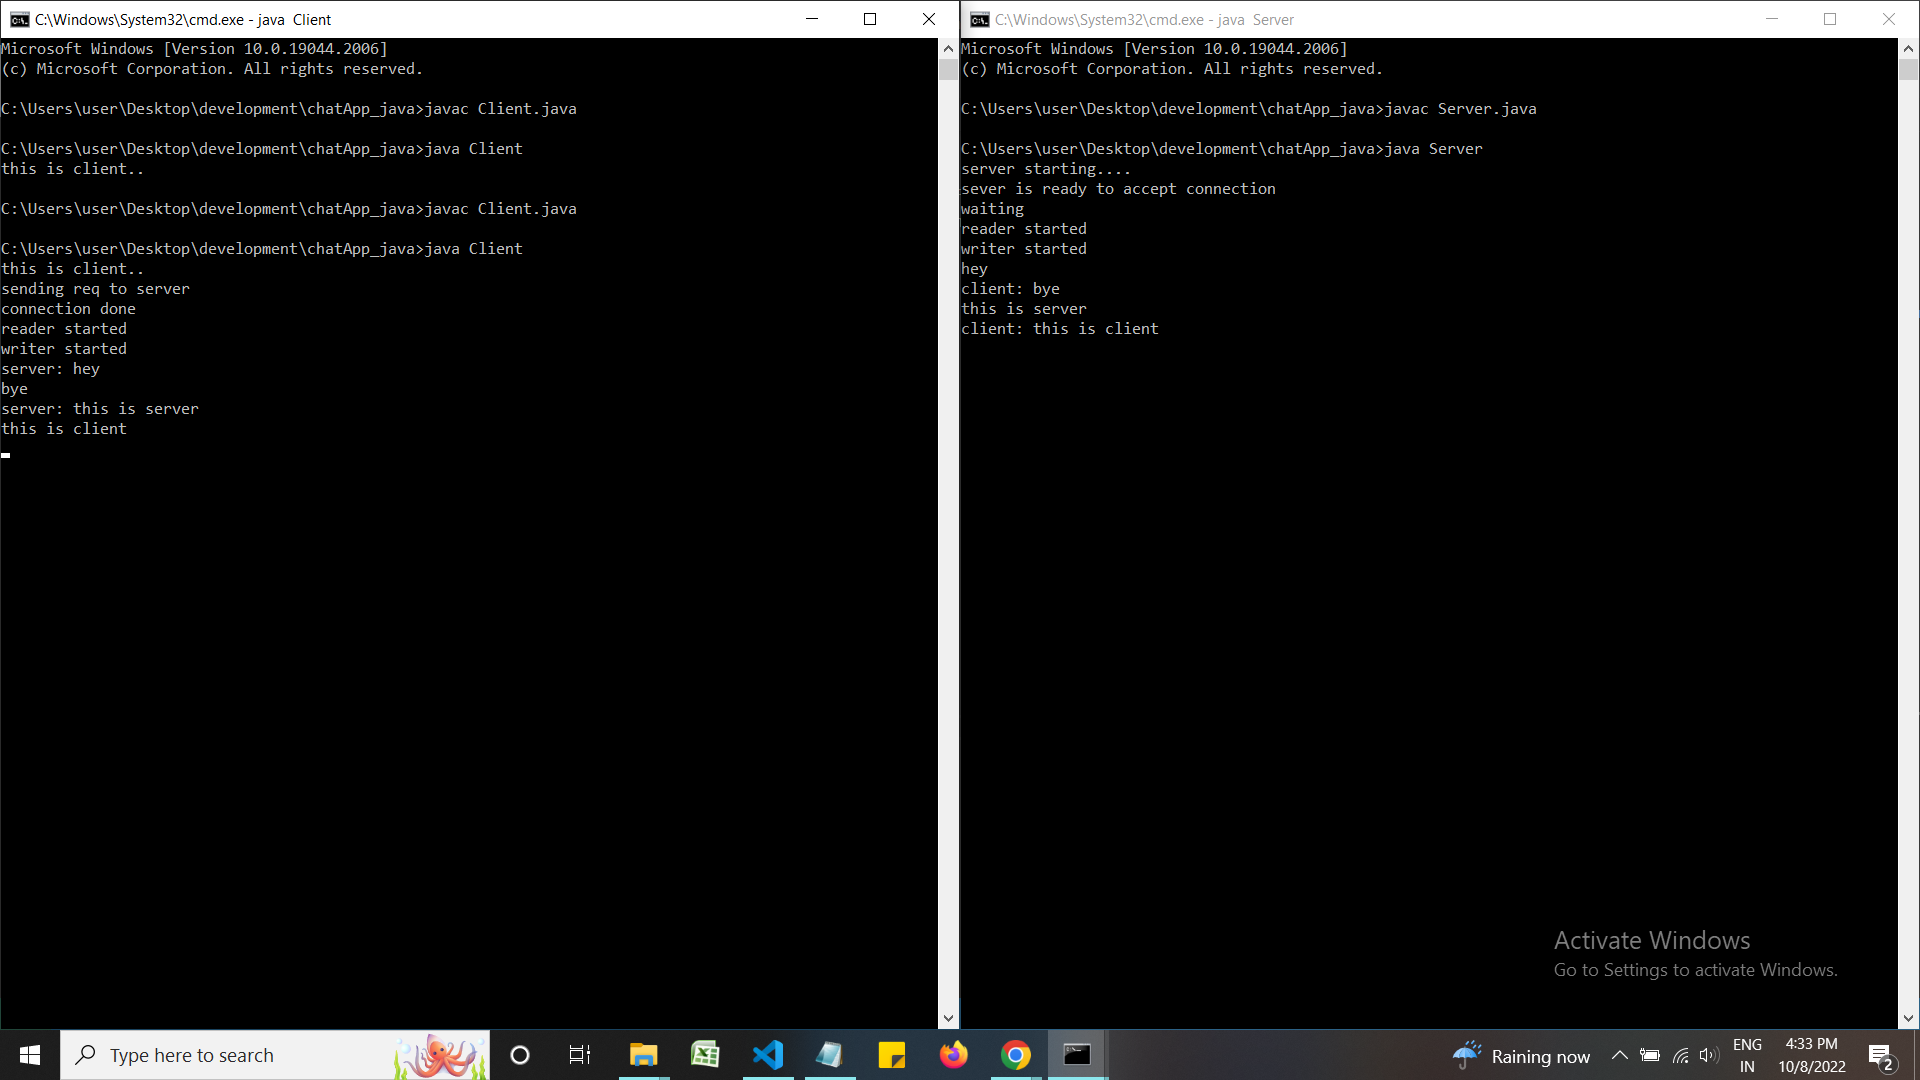 C:\Windows\System32\cmd.exe - java  Client
Microsoft Windows [Version 10.0.19044.2006]
(c) Microsoft Corporation. All rights reserved.
C:\Users\user\Desktop\development\chatApp_java>javac Client.java
C:\Users\user\Desktop\development\chatApp_java>java Client
this is client..
C:\Users\user\Desktop\development\chatApp_java>javac Client.java
C:\Users\user\Desktop\development\chatApp_java>java Client
this is client..
sending req to server
connection done
reader started
writer started
server: hey
bye
server: this is server
this is client
C:\Windows\System32\cmd.exe - java  Server
Microsoft Windows [Version 10.0.19044.2006]
(c) Microsoft Corporation. All rights reserved.
C:\Users\user\Desktop\development\chatApp_java>javac Server.java
C:\Users\user\Desktop\development\chatApp_java>java Server
server starting....
sever is ready to accept connection
waiting
reader started
writer started
hey
client: bye
this is server
client: this is client
Activate Windows
Go to Settings to activate Windows.
Type here to search
Raining now
ENG
IN
4:33 PM
10/8/2022
2